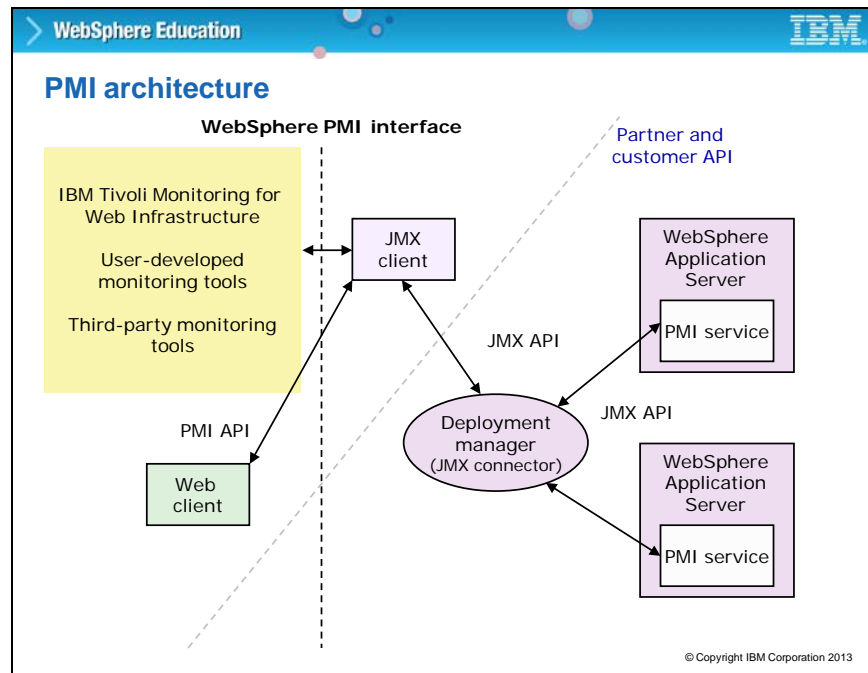 WebSphere Education
IBM
PMI architecture
WebSphere PMI interface
Partner and
customer API
IBM Tivoli Monitoring for
Web Infrastructure
User-developed
monitoring tools
Third-party monitoring
tools
JMX
client
WebSphere
Application
Server
PMI service
JMX API
PMI API
Deployment
manager
(JMX connector)
JMX API
Web
client
WebSphere
Application
Server
PMI service
© Copyright IBM Corporation 2013